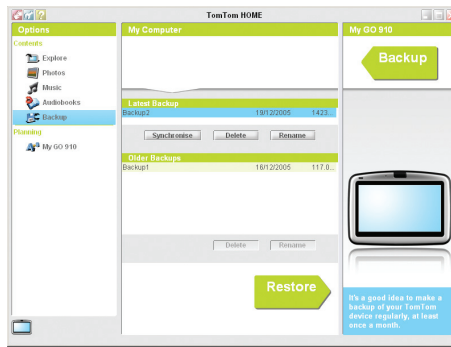 TomTom HOME
Options
Contents
Explore
Photos
Music
Audiobooks
Backup
Planning
My GO 910
My Computer
Latest Backup
Backup2 19/12/2005 1423...
Synchronise Delete Rename
Older Backups
Backup1 16/12/2005 117.0...
Delete Rename
Restore
My GO 910
Backup
It's a good idea to make a
backup of your TomTom
device regularly, at least
once a month.